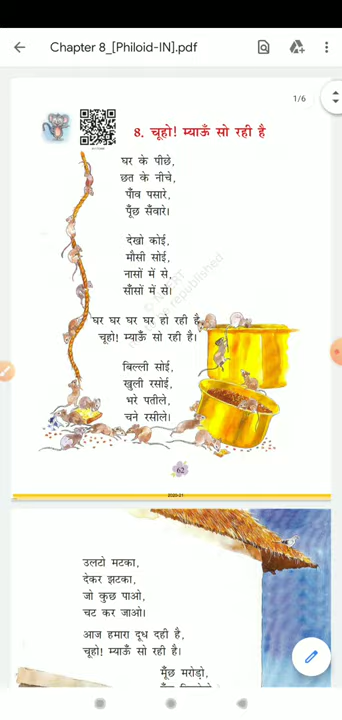 Chapter 8_[Philoid-IN].pdf
1/6
8. चूहो! म्याऊँ सो रही है
घर के पीछे,
छत के नीचे,
पाँव पसारे,
पूँछ सँवारे।
देखो कोई,
मौसी सोई,
नासों में से,
साँसों में से।
घर घर घर घर हो रही है,
चूहो! म्याऊँ सो रही है।
बिल्ली सोई,
खुली रसोई,
भरे पतीले,
चने रसीले।
62
2020-21
उलटो मटका,
देकर झटका,
जो कुछ पाओ,
चट कर जाओ।
आज हमारा दूध दही है,
चूहो! म्याऊँ सो रही है।
मूँछ मरोड़ो,